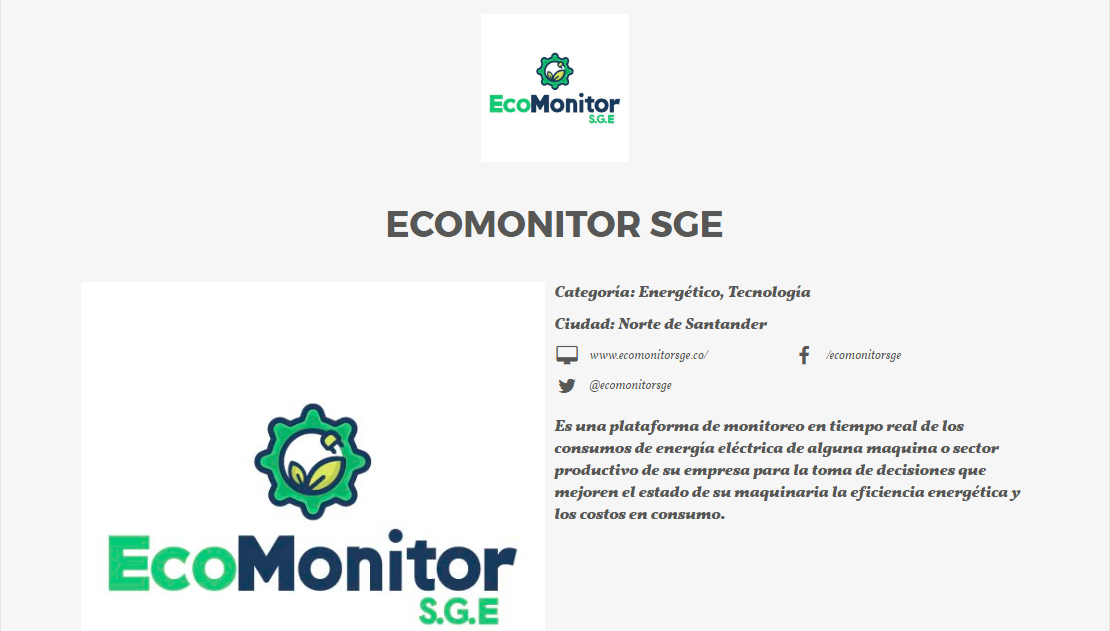 EcoMonitor
S.G.E
ECOMONITOR SGE
Categoría: Energético, Tecnología
Ciudad: Norte de Santander
www.ecomonitorsge.co/
/ecomonitorsge
@ecomonitorsge
Es una plataforma de monitoreo en tiempo real de los
consumos de energía eléctrica de alguna maquina o sector
productivo de su empresa para la toma de decisiones que
mejoren el estado de su maquinaria la eficiencia energética y
los costos en consumo.
EcoMonitor
S.G.E